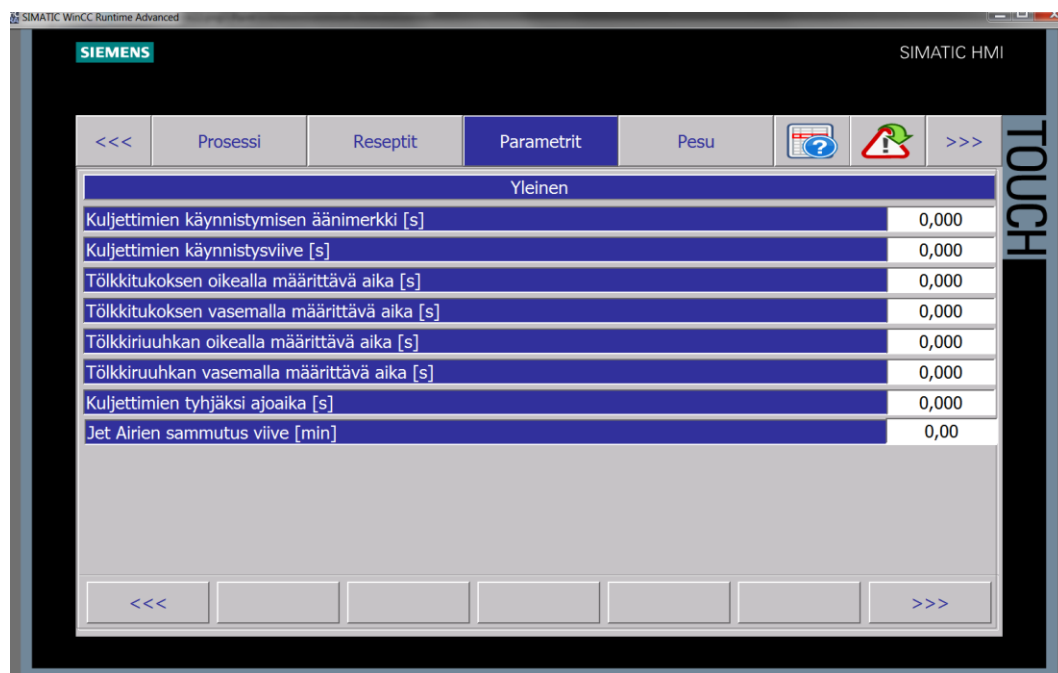 SIMATIC WinCC Runtime Advanced
SIEMENS
SIMATIC HMI
<<< Prosessi Reseptit Parametrit Pesu >>>
TOUCH
Yleinen
Kuljettimien käynnistymisen äänimerkki [s] 0,000
Kuljettimien käynnistysviive [s] 0,000
Tölkkitukoksen oikealla määrittävä aika [s] 0,000
Tölkkitukoksen vasemalla määrittävä aika [s] 0,000
Tölkkiriuuhkan oikealla määrittävä aika [s] 0,000
Tölkkiruuhkan vasemalla määrittävä aika [s] 0,000
Kuljettimien tyhjäksi ajoaika [s] 0,000
Jet Airien sammutus viive [min] 0,00
<<< >>>